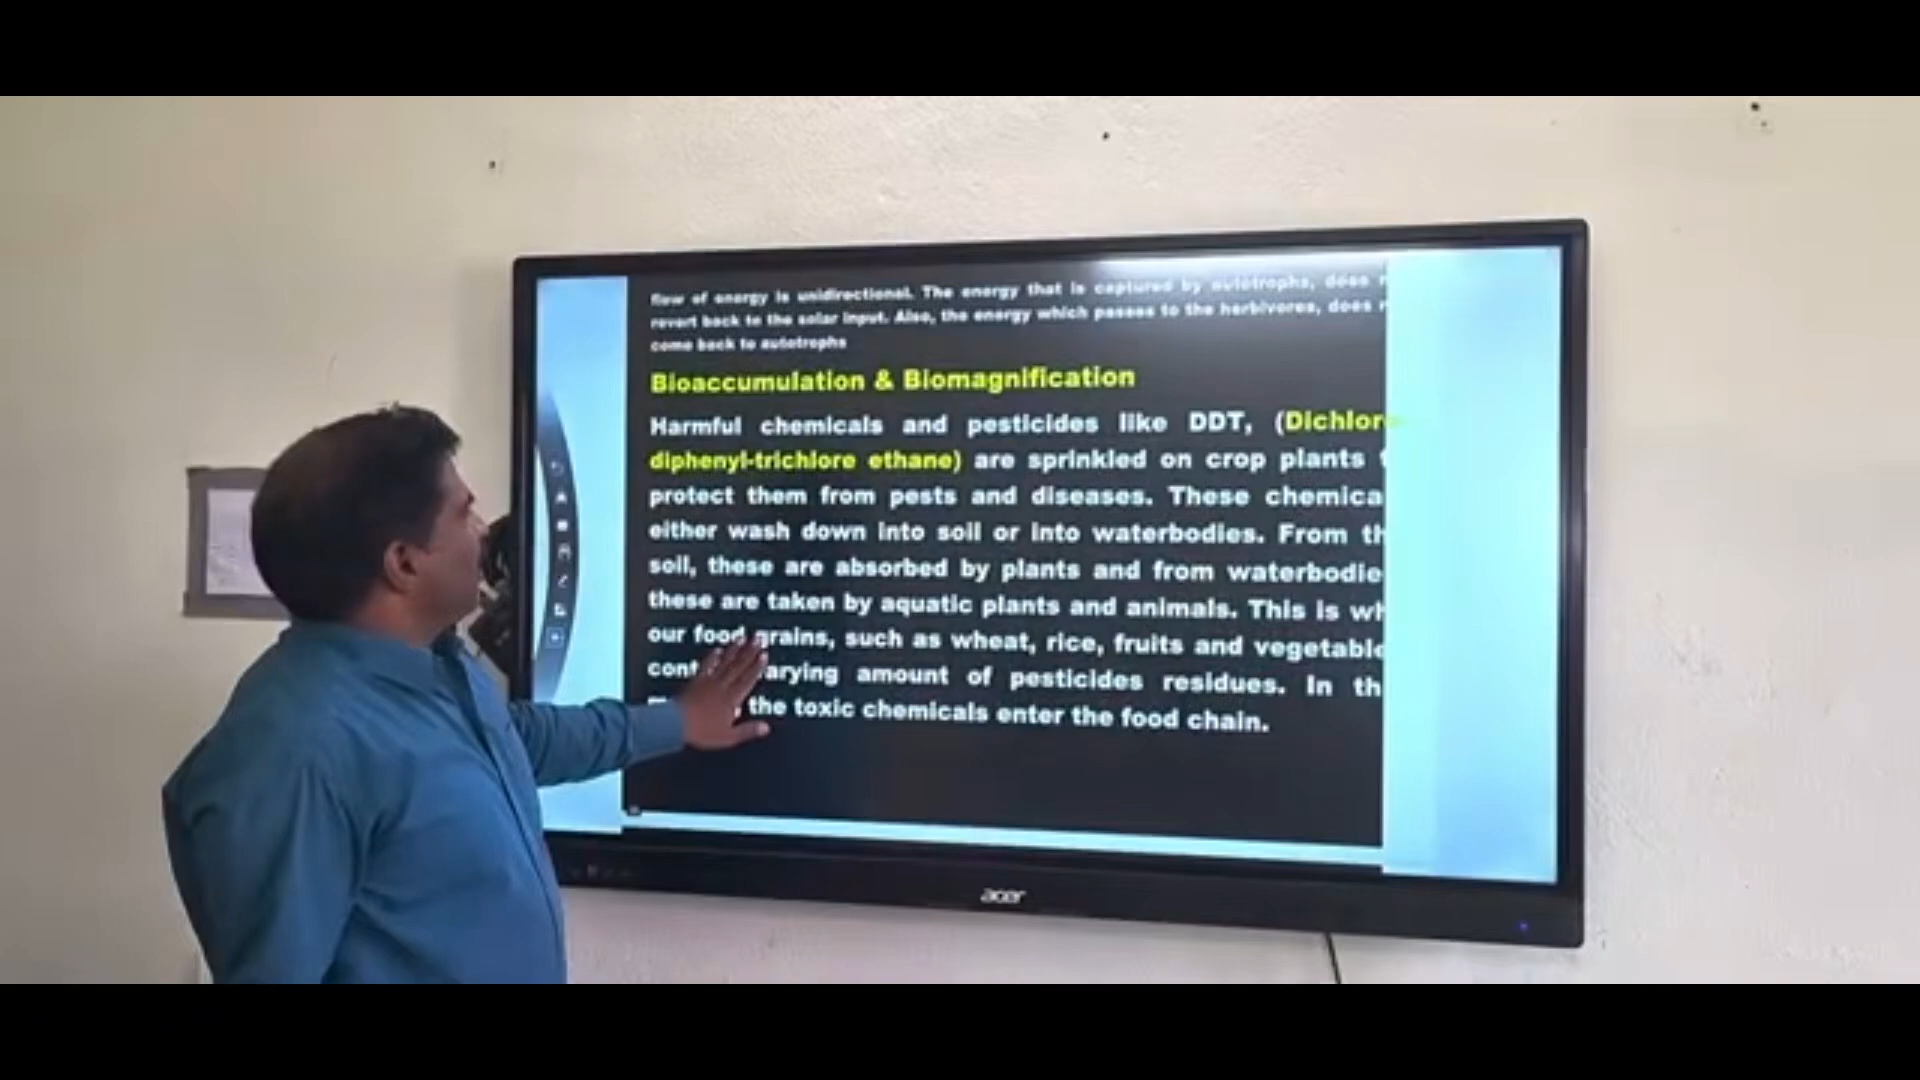 flow of energy is unidirectional. The energy that is captured by autotrophs, does
revert back to the solar input. Also, the energy which passes to the herbivores, does
come back to autotrophs
Bioaccumulation & Biomagnification
Harmful chemicals and pesticides like DDT, (Dichloro
diphenyl-trichlore ethane) are sprinkled on crop plants
protect them from pests and diseases. These chemica
either wash down into soil or into waterbodies. From th
soil, these are absorbed by plants and from waterbodie
these are taken by aquatic plants and animals. This is wh
our food grains, such as wheat, rice, fruits and vegetable
arying amount of pesticides residues. In th
the toxic chemicals enter the food chain.
acer